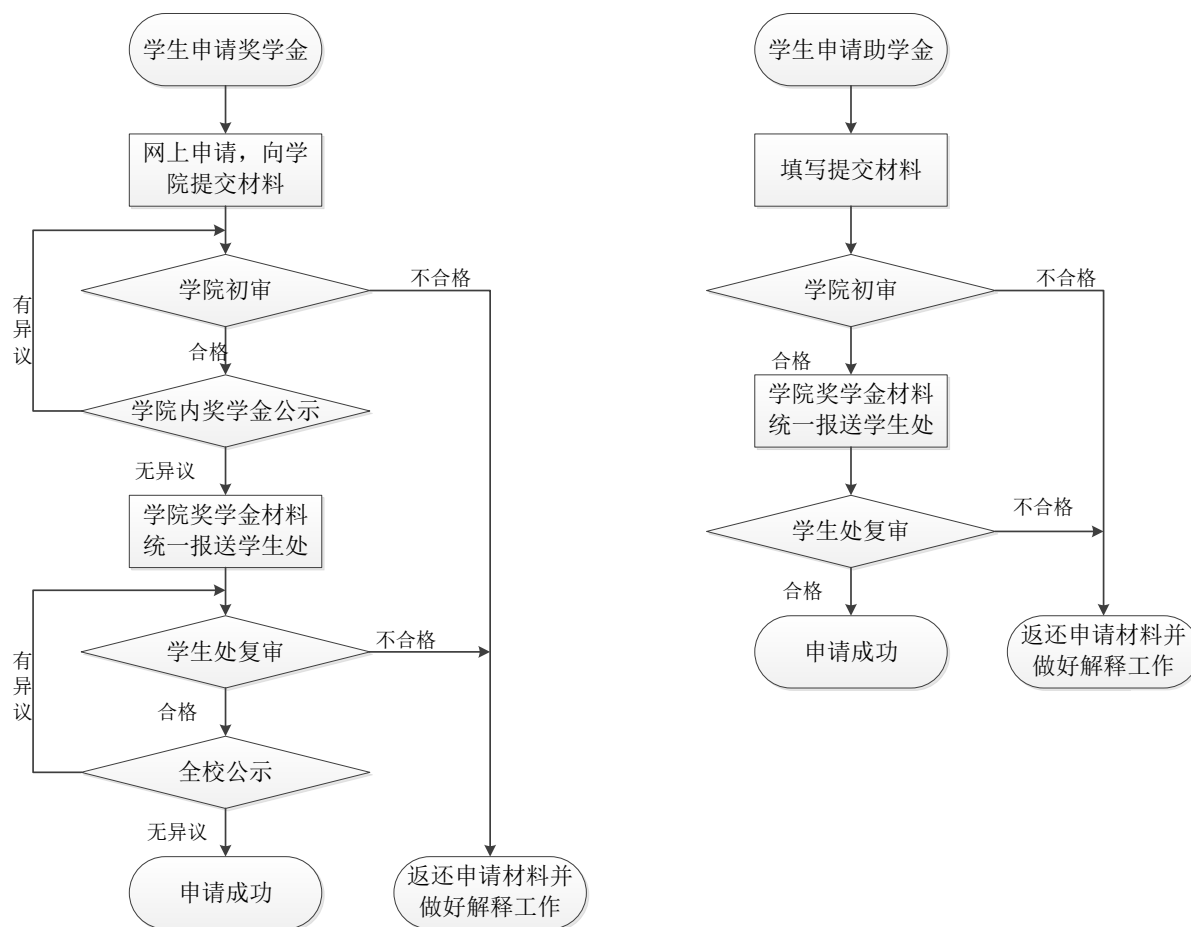 学生申请奖学金
网上申请，向学
院提交材料
学院初审
不合格
有
异
议
合格
学院内奖学金公示
无异议
学院奖学金材料
统一报送学生处
学生处复审
不合格
有
异
议
合格
全校公示
无异议
申请成功
返还申请材料并
做好解释工作
学生申请助学金
填写提交材料
学院初审
不合格
合格
学院奖学金材料
统一报送学生处
学生处复审
不合格
合格
申请成功
返还申请材料并
做好解释工作